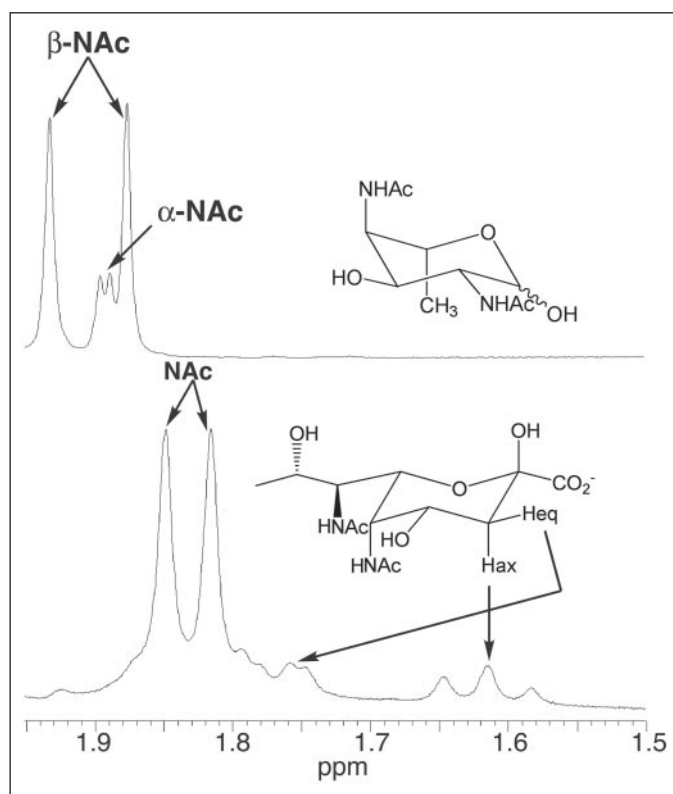 β-NAc
α-NAc
NHAc
O
HO
CH3
NHAc
OH
NAc
OH
OH
O
CO2-
HNAc
HO
Heq
HNAc
Hax
1.9 1.8 1.7 1.6 1.5
ppm